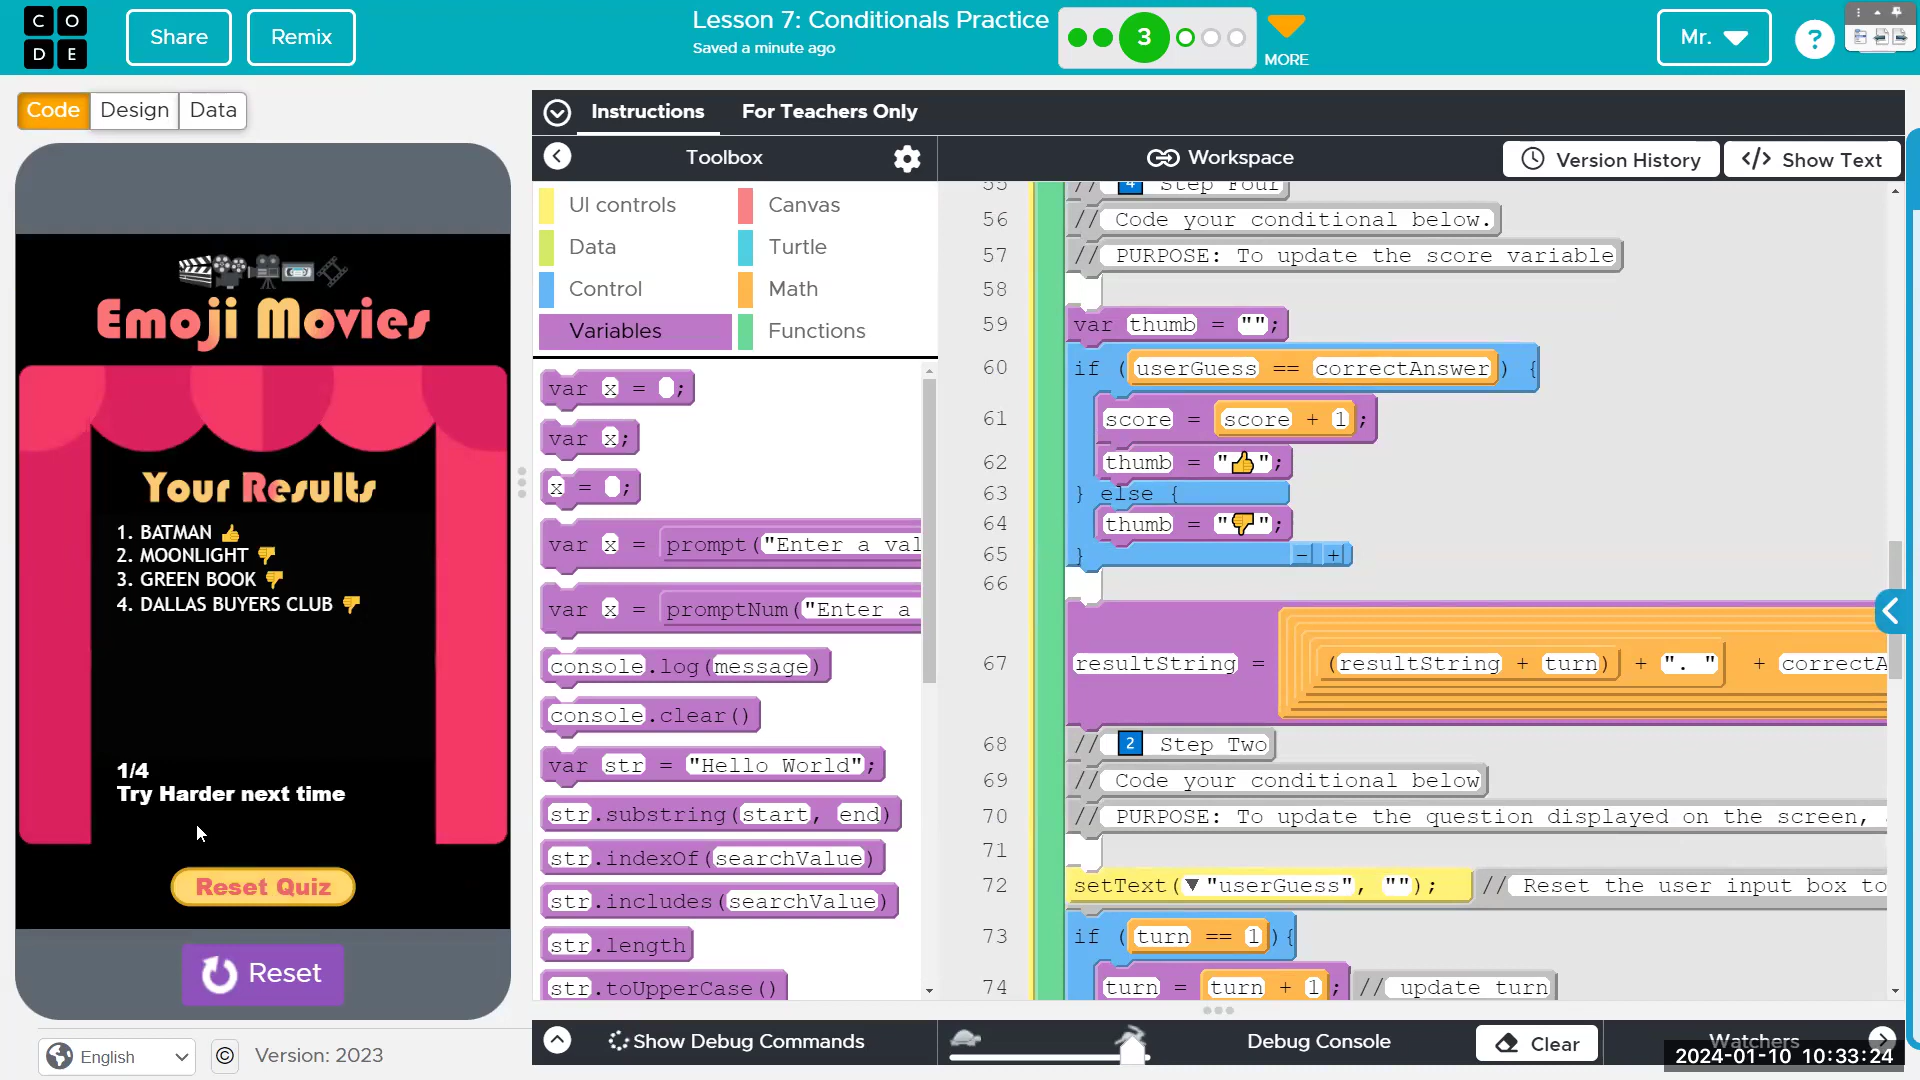 CODE
Share
Remix
Lesson 7: Conditionals Practice
Saved a minute ago
3
MORE
Mr.
?
Code
Design
Data
Instructions
For Teachers Only
Toolbox
Workspace
Version History
</> Show Text
UI controls
Canvas
Data
Turtle
Control
Math
Variables
Functions
var x = ;
var x;
x = ;
var x = prompt("Enter a val
var x = promptNum("Enter a
console.log(message)
console.clear()
var str = "Hello World";
str.substring(start, end)
str.indexOf(searchValue)
str.includes(searchValue)
str.length
str.toUpperCase()
55 // 4 Step Four
56 // Code your conditional below.
57 // PURPOSE: To update the score variable
58
59 var thumb = "";
60 if (userGuess == correctAnswer) {
61 score = score + 1;
62 thumb = "👍";
63 } else {
64 thumb = "👎";
65 } - +
66
67 resultString = (resultString + turn) + ". " + correctA
68 // 2 Step Two
69 // Code your conditional below
70 // PURPOSE: To update the question displayed on the screen,
71
72 setText("userGuess", ""); // Reset the user input box to
73 if (turn == 1){
74 turn = turn + 1; // update turn
Emoji Movies
Your Results
1. BATMAN 👍
2. MOONLIGHT 👎
3. GREEN BOOK 👎
4. DALLAS BUYERS CLUB 👎
1/4
Try Harder next time
Reset Quiz
Reset
English
©
Version: 2023
Show Debug Commands
Debug Console
Clear
Watchers
2024-01-10 10:33:24